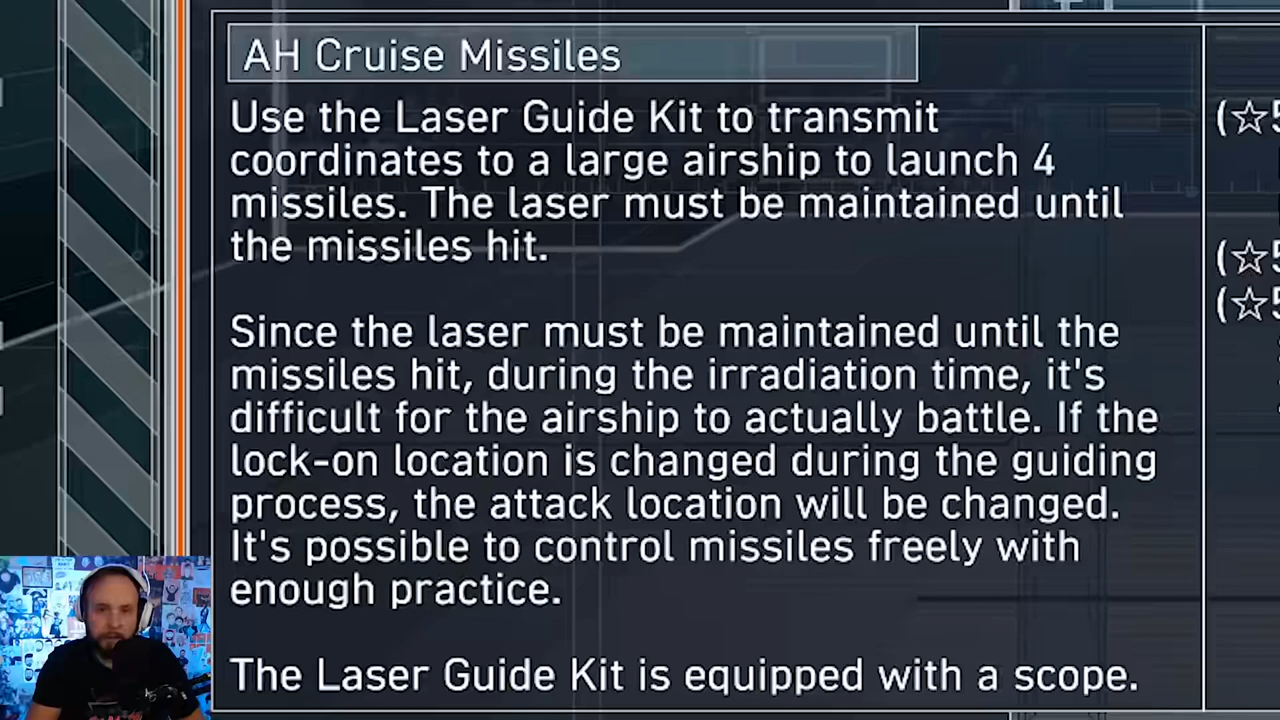 AH Cruise Missiles
Use the Laser Guide Kit to transmit
coordinates to a large airship to launch 4
missiles. The laser must be maintained until
the missiles hit.
Since the laser must be maintained until the
missiles hit, during the irradiation time, it's
difficult for the airship to actually battle. If the
lock-on location is changed during the guiding
process, the attack location will be changed.
It's possible to control missiles freely with
enough practice.
The Laser Guide Kit is equipped with a scope.
(☆5
(☆5
(☆5